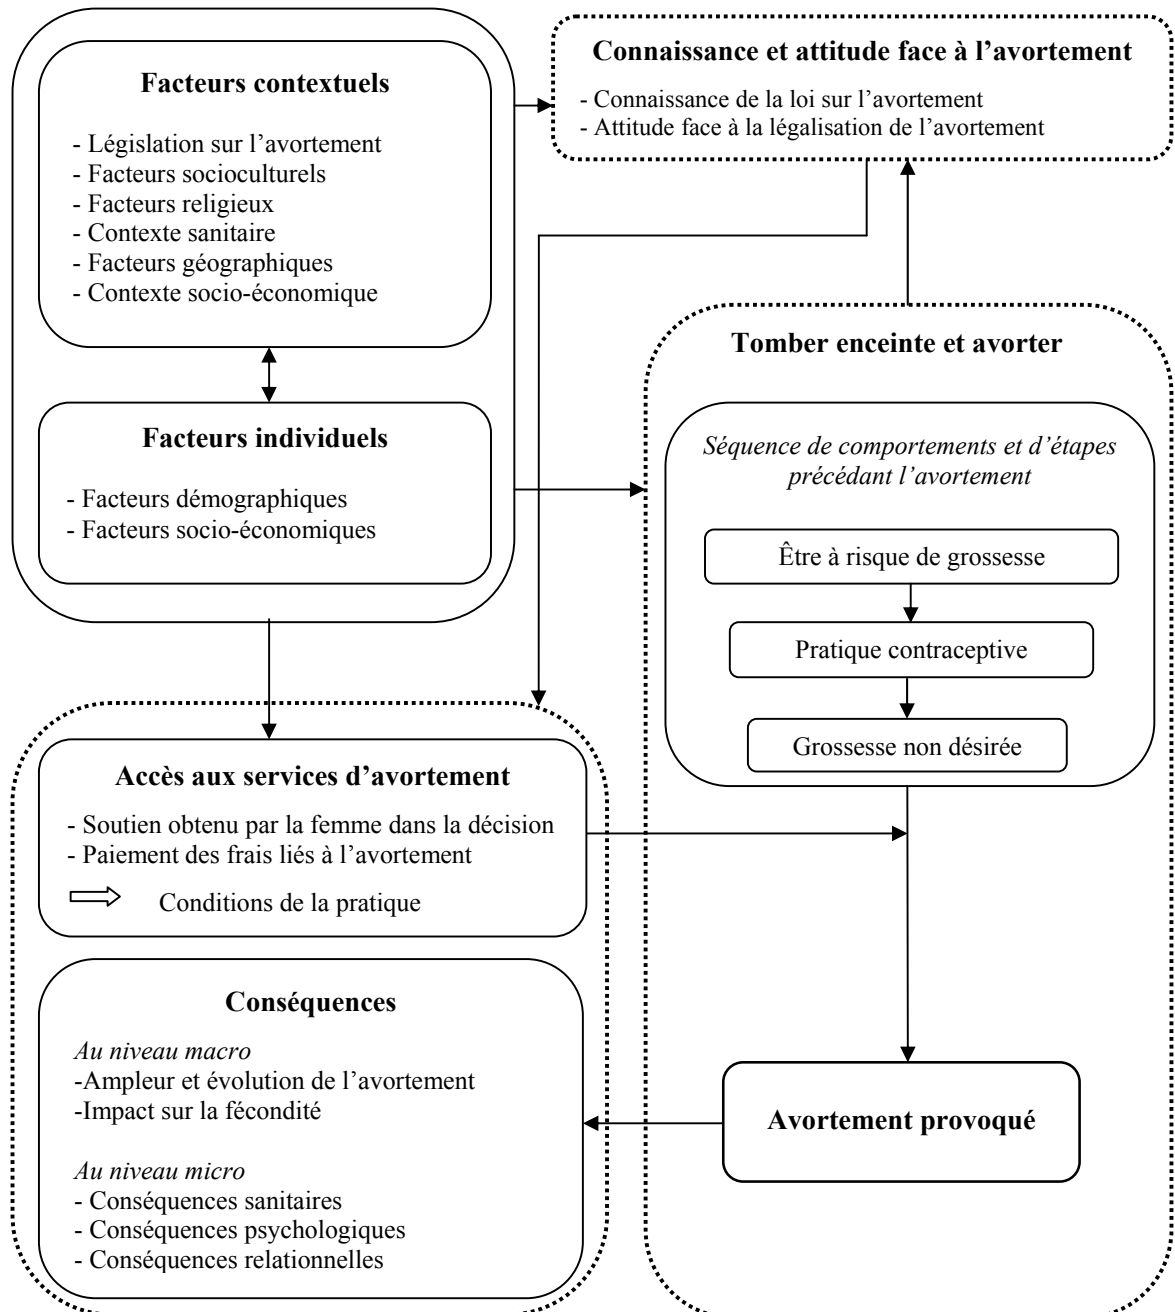 Facteurs contextuels
- Législation sur l’avortement
- Facteurs socioculturels
- Facteurs religieux
- Contexte sanitaire
- Facteurs géographiques
- Contexte socio-économique
Facteurs individuels
- Facteurs démographiques
- Facteurs socio-économiques
Connaissance et attitude face à l’avortement
- Connaissance de la loi sur l’avortement
- Attitude face à la légalisation de l’avortement
Tomber enceinte et avorter
Séquence de comportements et d’étapes
précédant l’avortement
Être à risque de grossesse
Pratique contraceptive
Grossesse non désirée
Accès aux services d’avortement
- Soutien obtenu par la femme dans la décision
- Paiement des frais liés à l’avortement
Conditions de la pratique
Avortement provoqué
Conséquences
Au niveau macro
-Ampleur et évolution de l’avortement
-Impact sur la fécondité
Au niveau micro
- Conséquences sanitaires
- Conséquences psychologiques
- Conséquences relationnelles